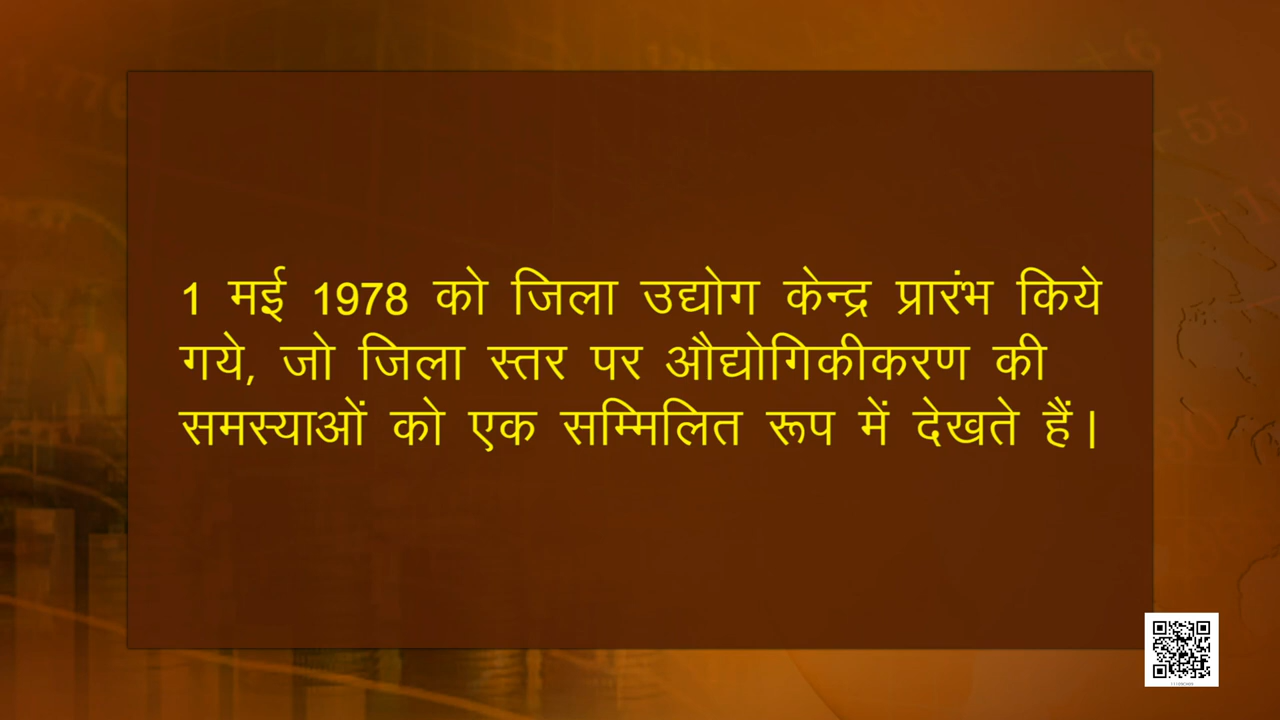 1 मई 1978 को जिला उद्योग केन्द्र प्रारंभ किये
गये, जो जिला स्तर पर औद्योगिकीकरण की
समस्याओं को एक सम्मिलित रूप में देखते हैं।